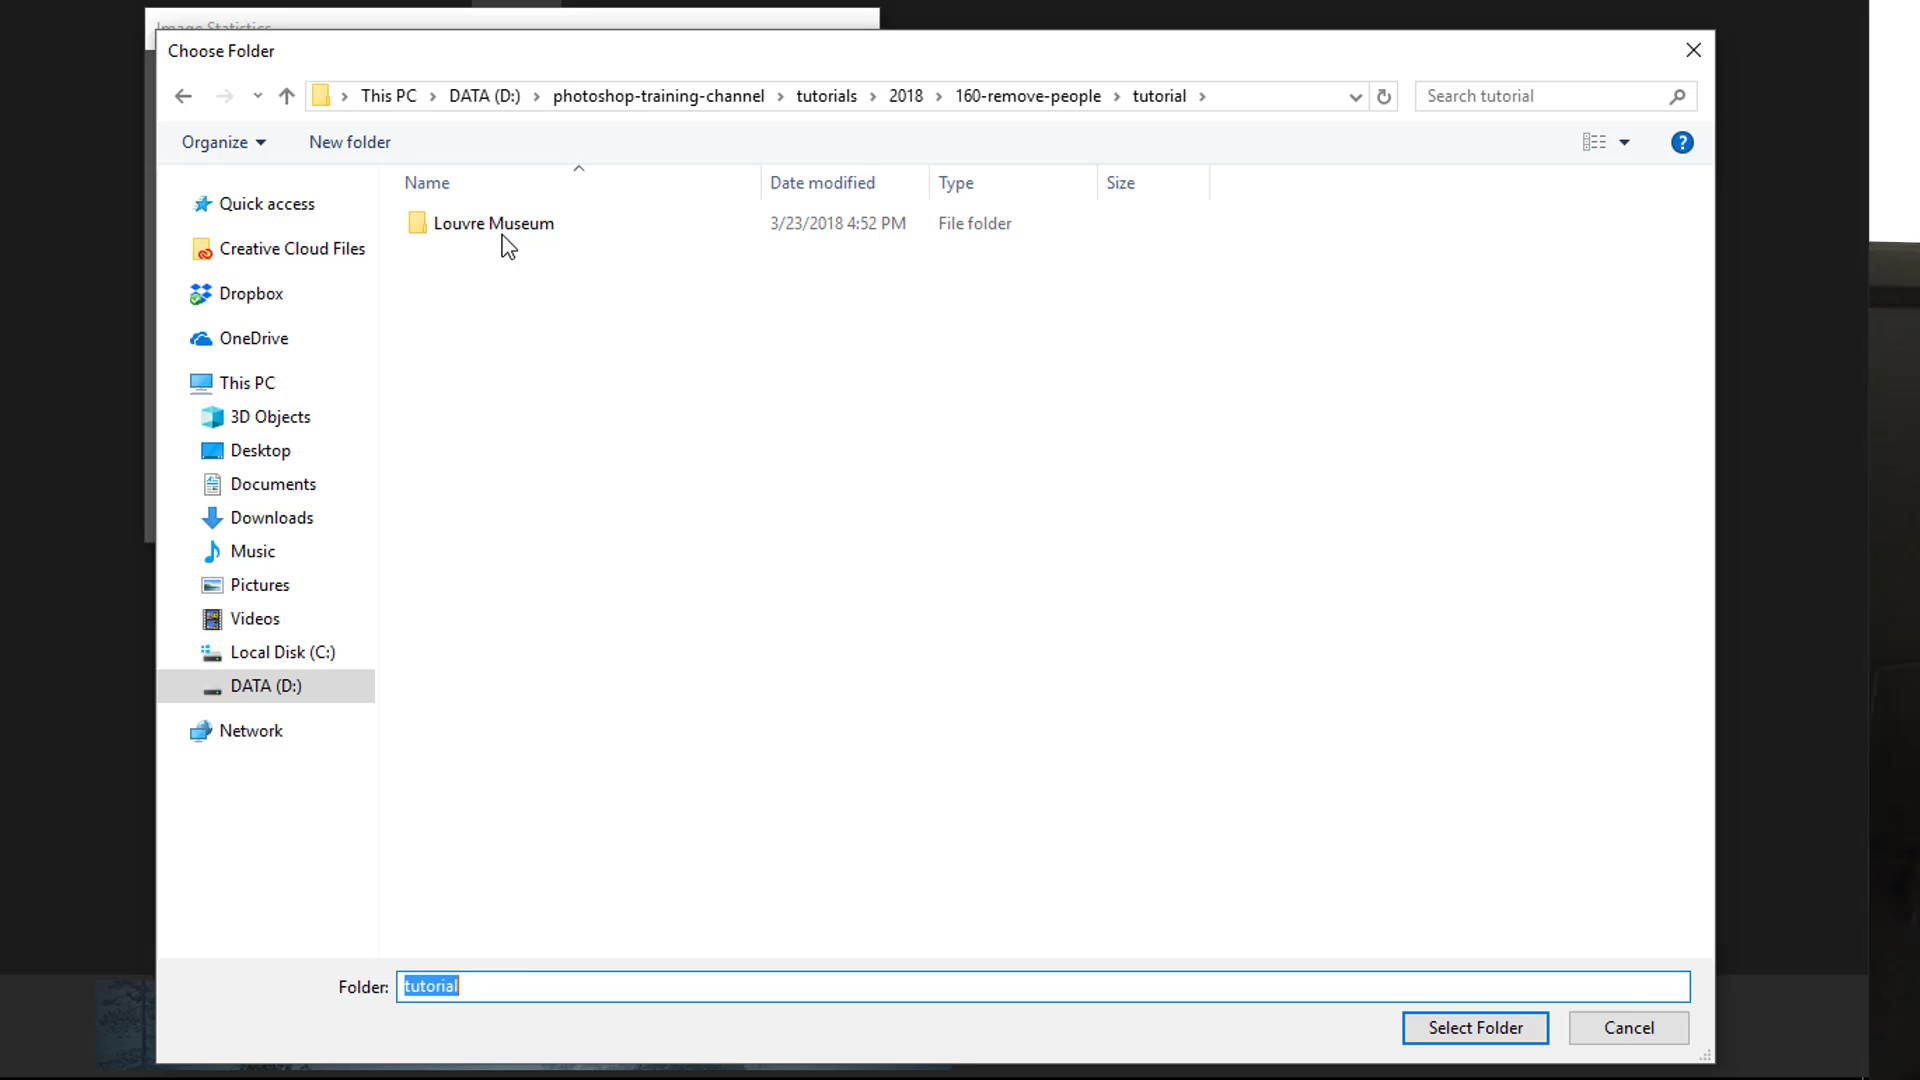 Image Statistics
Choose Folder
This PC > DATA (D:) > photoshop-training-channel > tutorials > 2018 > 160-remove-people > tutorial >
Search tutorial
Organize
New folder
Name
Date modified
Type
Size
Louvre Museum
3/23/2018 4:52 PM
File folder
Quick access
Creative Cloud Files
Dropbox
OneDrive
This PC
3D Objects
Desktop
Documents
Downloads
Music
Pictures
Videos
Local Disk (C:)
DATA (D:)
Network
Folder:
tutorial
Select Folder
Cancel